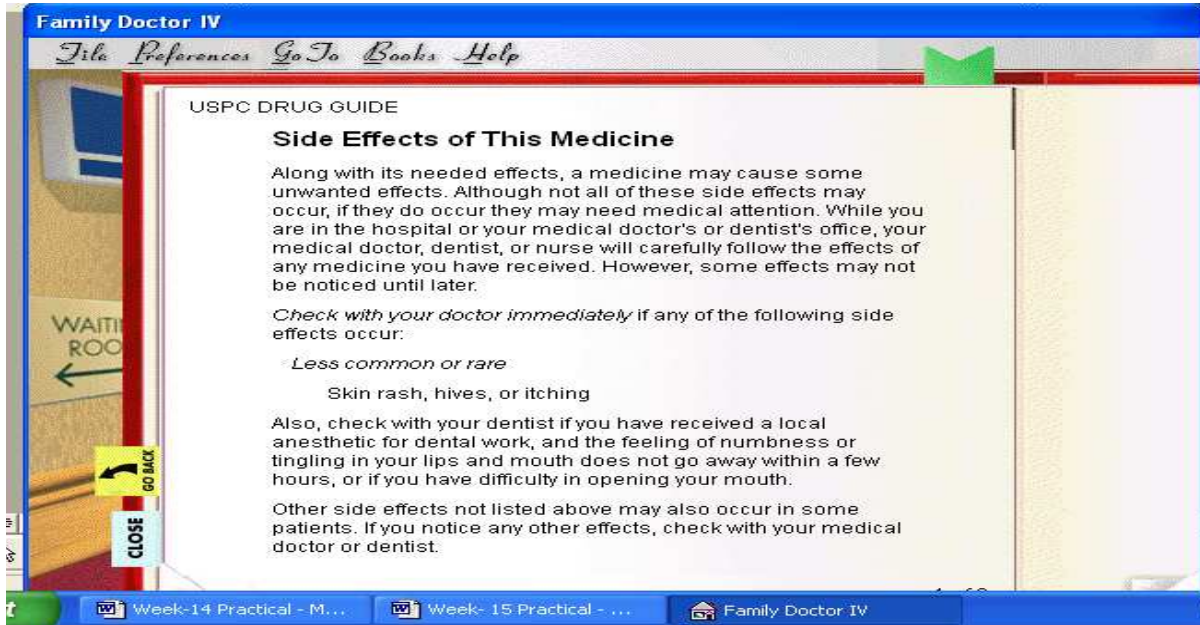 Family Doctor IV
File Preferences Go To Books Help
USPC DRUG GUIDE
Side Effects of This Medicine
Along with its needed effects, a medicine may cause some
unwanted effects. Although not all of these side effects may
occur, if they do occur they may need medical attention. While you
are in the hospital or your medical doctor's or dentist's office, your
medical doctor, dentist, or nurse will carefully follow the effects of
any medicine you have received. However, some effects may not
be noticed until later.
Check with your doctor immediately if any of the following side
effects occur:
Less common or rare
Skin rash, hives, or itching
Also, check with your dentist if you have received a local
anesthetic for dental work, and the feeling of numbness or
tingling in your lips and mouth does not go away within a few
hours, or if you have difficulty in opening your mouth.
Other side effects not listed above may also occur in some
patients. If you notice any other effects, check with your medical
doctor or dentist.
WAITI
ROO
GO BACK
CLOSE
Week-14 Practical - M...
Week- 15 Practical - ...
Family Doctor IV